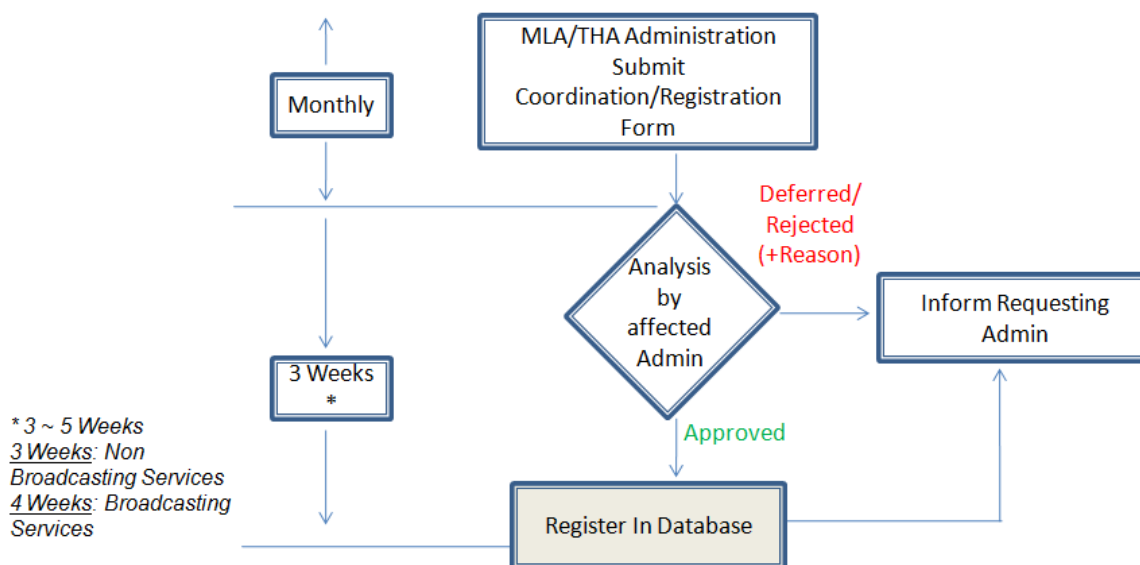 MLA/THA Administration
Submit
Coordination/Registration
Form
Monthly
Deferred/
Rejected
(+Reason)
Analysis
by
affected
Admin
Inform Requesting
Admin
3 Weeks
*
* 3 ~ 5 Weeks
3 Weeks: Non
Broadcasting Services
4 Weeks: Broadcasting
Services
Approved
Register In Database